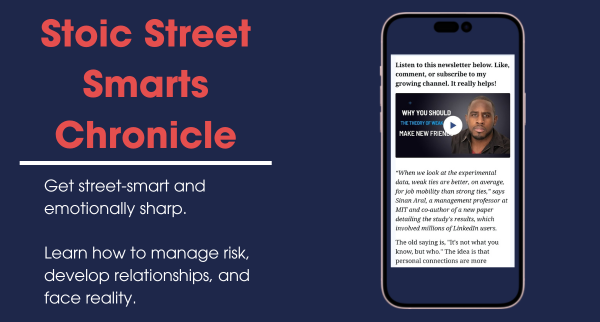 Stoic Street
Smarts
Chronicle
Get street-smart and
emotionally sharp.
Learn how to manage risk,
develop relationships, and
face reality.
Listen to this newsletter below. Like,
comment, or subscribe to my
growing channel. It really helps!
WHY YOU SHOULD
THE THEORY OF WEAK
MAKE NEW FRIENDS
"When we look at the experimental
data, weak ties are better, on average,
for job mobility than strong ties," says
Sinan Aral, a management professor at
MIT and co-author of a new paper
detailing the study's results, which
involved millions of LinkedIn users.
The old saying is, "It's not what you
know, but who." The idea is that
personal connections are more